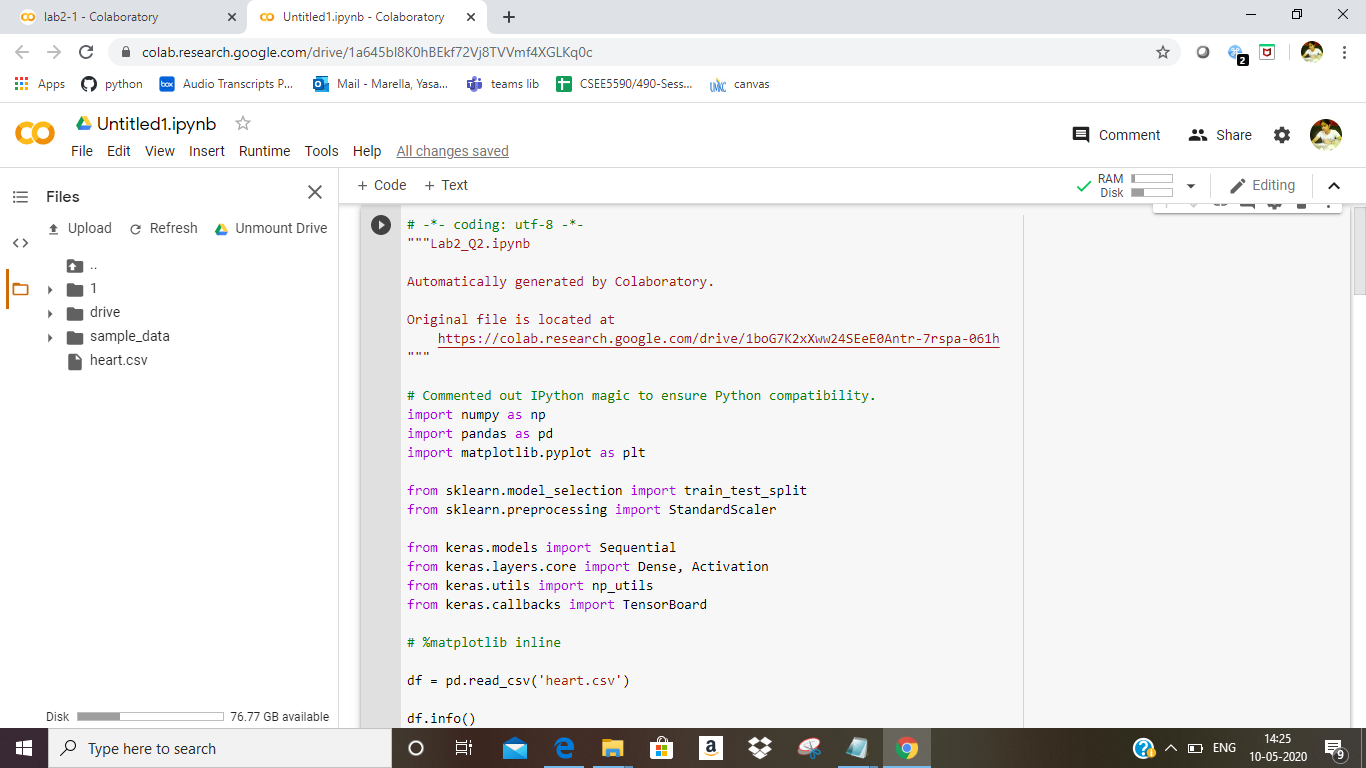 lab2-1 - Colaboratory
Untitled1.ipynb - Colaboratory
colab.research.google.com/drive/1a645bI8K0hBEkf72Vj8TVVmf4XGLKq0c
2
Apps
python
box
Audio Transcripts P...
Mail - Marella, Yasa...
teams lib
CSEE5590/490-Sess...
UMKC
canvas
Untitled1.ipynb
Comment
Share
File Edit View Insert Runtime Tools Help All changes saved
Files
+ Code + Text
RAM
Disk
Editing
Upload Refresh Unmount Drive
..
1
drive
sample_data
heart.csv
# -*- coding: utf-8 -*-
"""Lab2_Q2.ipynb
Automatically generated by Colaboratory.
Original file is located at
https://colab.research.google.com/drive/1boG7K2xXww24SEeE0Antr-7rspa-061h
"""
# Commented out IPython magic to ensure Python compatibility.
import numpy as np
import pandas as pd
import matplotlib.pyplot as plt
from sklearn.model_selection import train_test_split
from sklearn.preprocessing import StandardScaler
from keras.models import Sequential
from keras.layers.core import Dense, Activation
from keras.utils import np_utils
from keras.callbacks import TensorBoard
# %matplotlib inline
df = pd.read_csv('heart.csv')
df.info()
Disk 76.77 GB available
Type here to search
ENG
14:25
10-05-2020
9